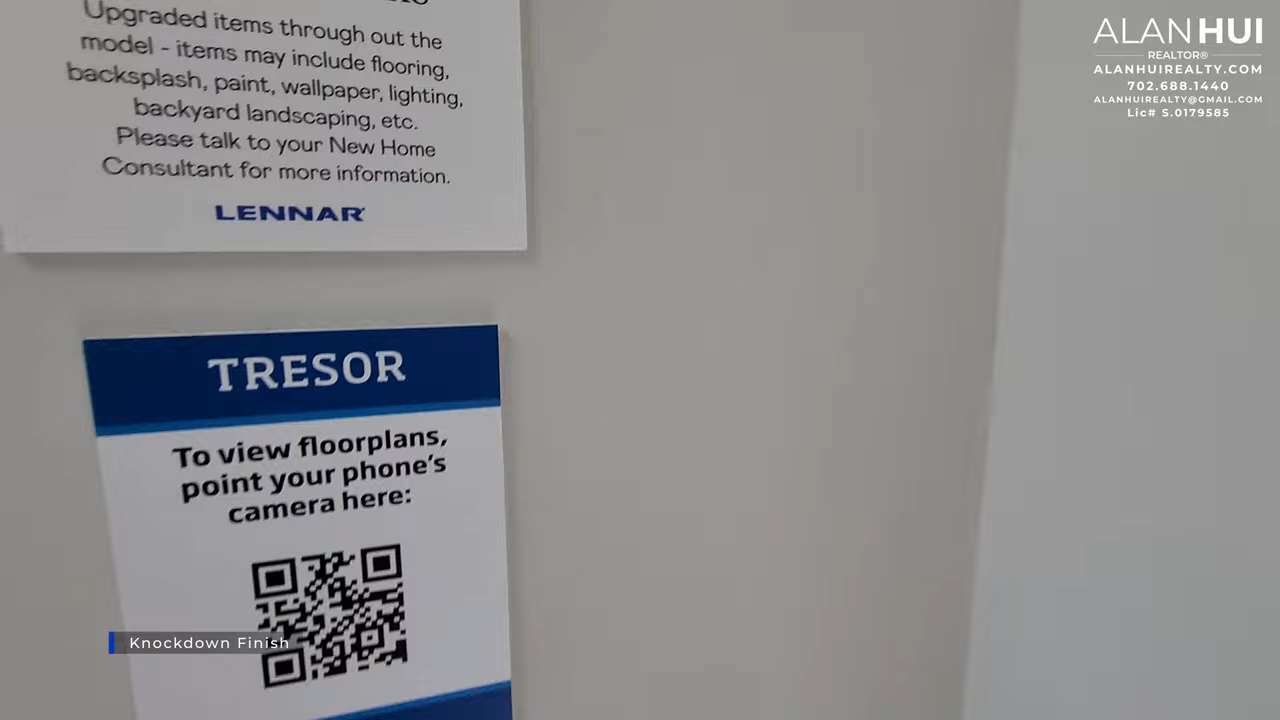 Upgraded items through out the
model - items may include flooring,
backsplash, paint, wallpaper, lighting,
backyard landscaping, etc.
Please talk to your New Home
Consultant for more information.
LENNAR
TRESOR
To view floorplans,
point your phone's
camera here:
Knockdown Finish
ALAN HUI
REALTOR®
ALANHUIREALTY.COM
702.688.1440
ALANHUIREALTY@GMAIL.COM
Lic# S.0179585